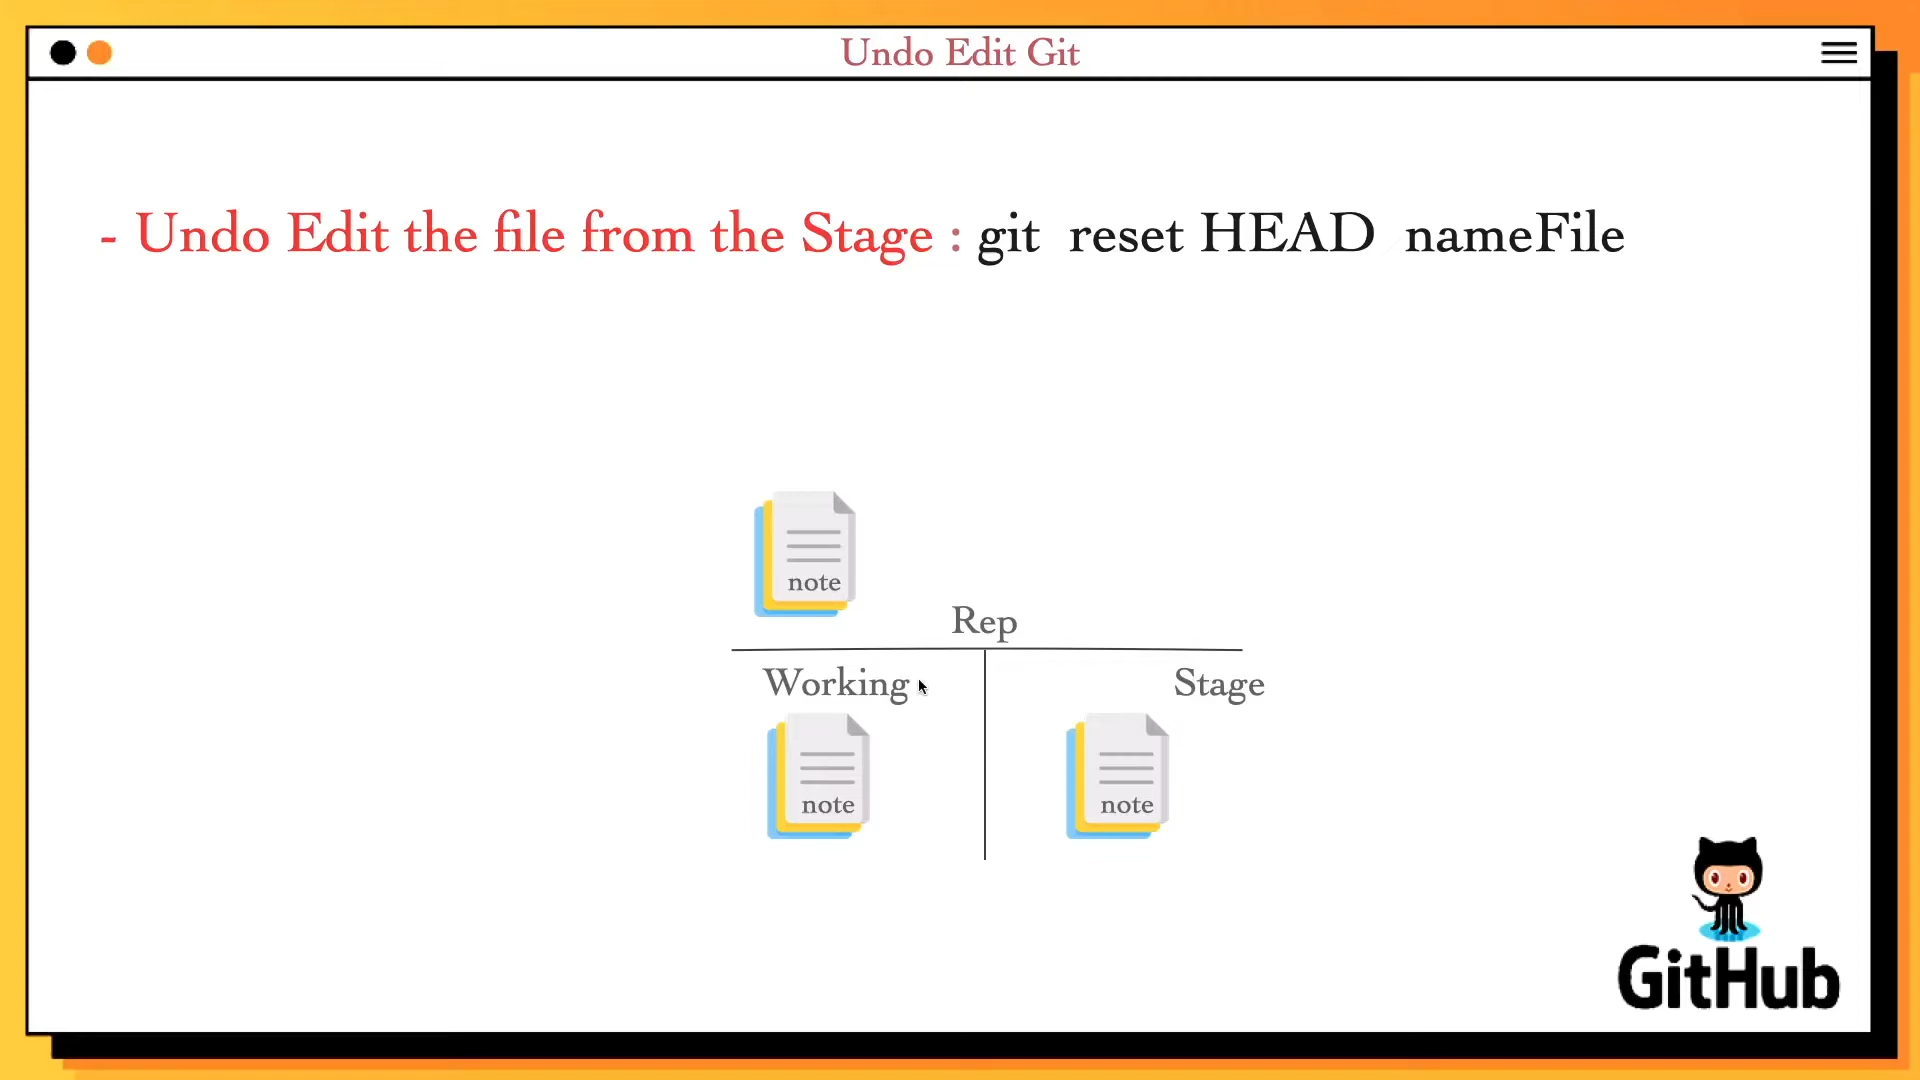 Undo Edit Git
- Undo Edit the file from the Stage : git reset HEAD nameFile
note
Rep
Working
Stage
note
note
GitHub